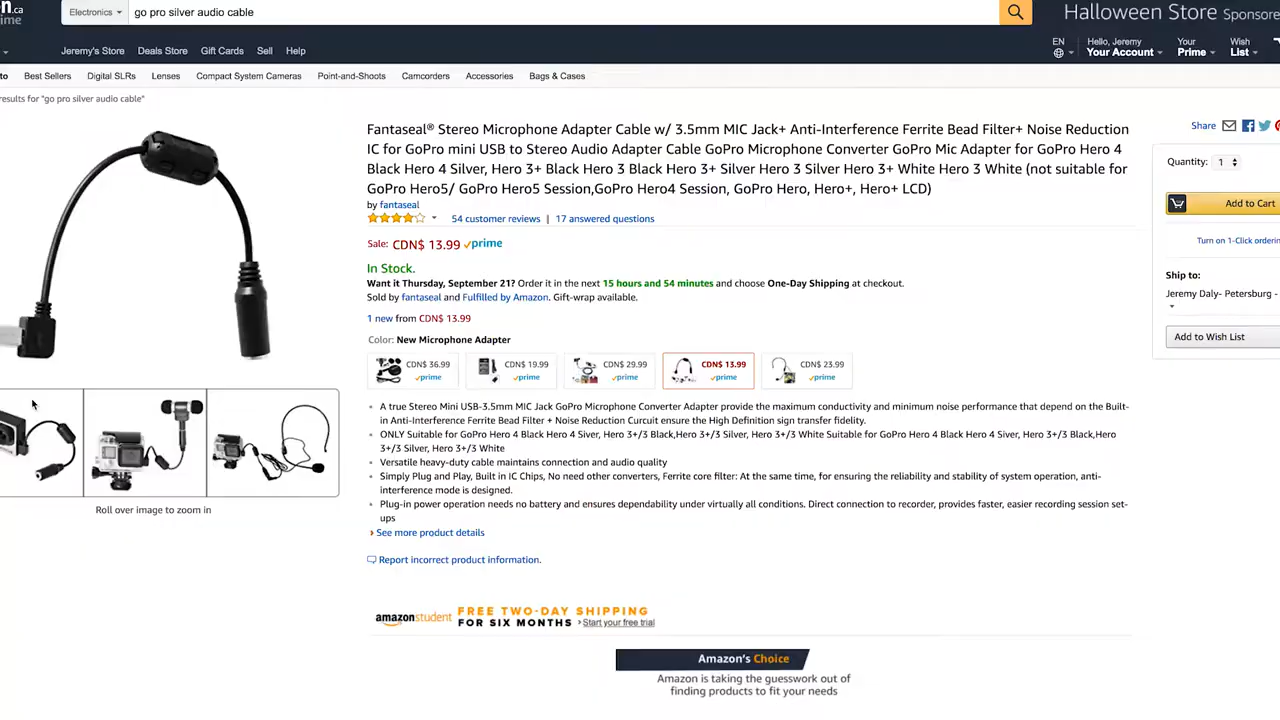 n.ca
ime
Electronics
go pro silver audio cable
Halloween Store Sponsore
Jeremy's Store Deals Store Gift Cards Sell Help
EN
Hello, Jeremy
Your Account
Your
Prime
Wish
List
to Best Sellers Digital SLRs Lenses Compact System Cameras Point-and-Shoots Camcorders Accessories Bags & Cases
results for "go pro silver audio cable"
Fantaseal® Stereo Microphone Adapter Cable w/ 3.5mm MIC Jack+ Anti-Interference Ferrite Bead Filter+ Noise Reduction
IC for GoPro mini USB to Stereo Audio Adapter Cable GoPro Microphone Converter GoPro Mic Adapter for GoPro Hero 4
Black Hero 4 Silver, Hero 3+ Black Hero 3 Black Hero 3+ Silver Hero 3 Silver Hero 3+ White Hero 3 White (not suitable for
GoPro Hero5/ GoPro Hero5 Session,GoPro Hero4 Session, GoPro Hero, Hero+, Hero+ LCD)
by fantaseal
54 customer reviews | 17 answered questions
Sale: CDN$ 13.99 prime
In Stock.
Want it Thursday, September 21? Order it in the next 15 hours and 54 minutes and choose One-Day Shipping at checkout.
Sold by fantaseal and Fulfilled by Amazon. Gift-wrap available.
1 new from CDN$ 13.99
Color: New Microphone Adapter
CDN$ 36.99
prime
CDN$ 19.99
prime
CDN$ 29.99
prime
CDN$ 13.99
prime
CDN$ 23.99
prime
A true Stereo Mini USB-3.5mm MIC Jack GoPro Microphone Converter Adapter provide the maximum conductivity and minimum noise performance that depend on the Built-
in Anti-Interference Ferrite Bead Filter + Noise Reduction Curcuit ensure the High Definition sign transfer fidelity.
ONLY Suitable for GoPro Hero 4 Black Hero 4 Siver, Hero 3+/3 Black,Hero 3+/3 Siver, Hero 3+/3 White Suitable for GoPro Hero 4 Black Hero 4 Siver, Hero 3+/3 Black,Hero
3+/3 Silver, Hero 3+/3 White
Versatile heavy-duty cable maintains connection and audio quality
Simply Plug and Play, Built in IC Chips, No need other converters, Ferrite core filter: At the same time, for ensuring the reliability and stability of system operation, anti-
interference mode is designed.
Plug-in power operation needs no battery and ensures dependability under virtually all conditions. Direct connection to recorder, provides faster, easier recording session set-
ups
See more product details
Report incorrect product information.
Roll over image to zoom in
Share
Quantity: 1
Add to Cart
Turn on 1-Click orderin
Ship to:
Jeremy Daly- Petersburg -
Add to Wish List
amazonstudent FREE TWO-DAY SHIPPING
FOR SIX MONTHS Start your free trial
Amazon's Choice
Amazon is taking the guesswork out of
finding products to fit your needs